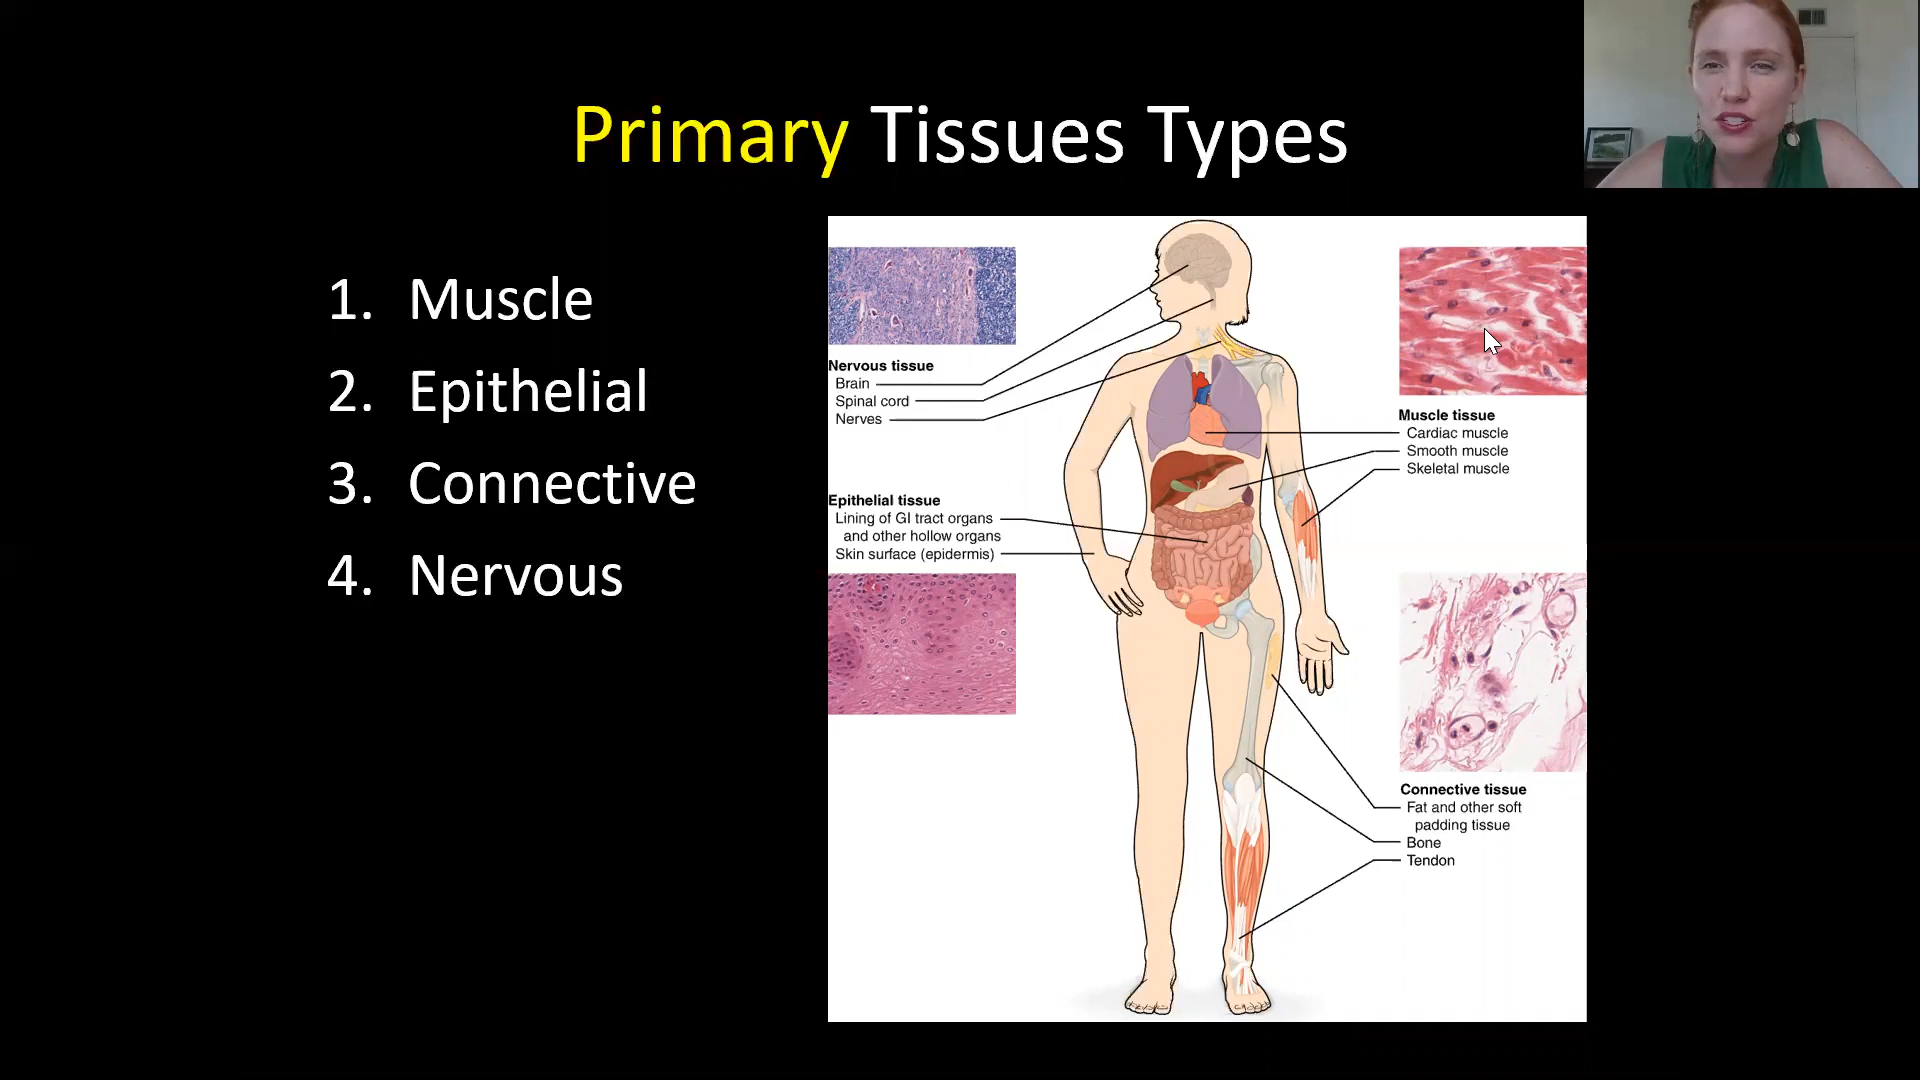 Primary Tissues Types
1. Muscle
2. Epithelial
3. Connective
4. Nervous
Nervous tissue
Brain
Spinal cord
Nerves
Epithelial tissue
Lining of GI tract organs
and other hollow organs
Skin surface (epidermis)
Muscle tissue
Cardiac muscle
Smooth muscle
Skeletal muscle
Connective tissue
Fat and other soft
padding tissue
Bone
Tendon